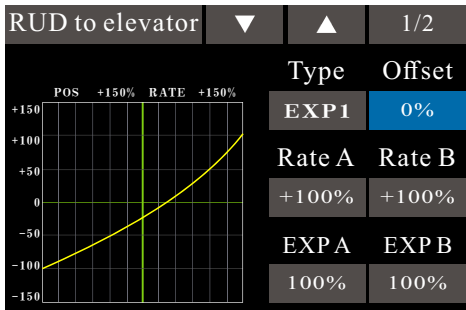 RUD to elevator ▼ ▲ 1/2
Type Offset
POS +150% RATE +150%
EXP1 0%
+150
+100
+50
0
-50
-100
-150
Rate A Rate B
+100% +100%
EXP A EXP B
100% 100%